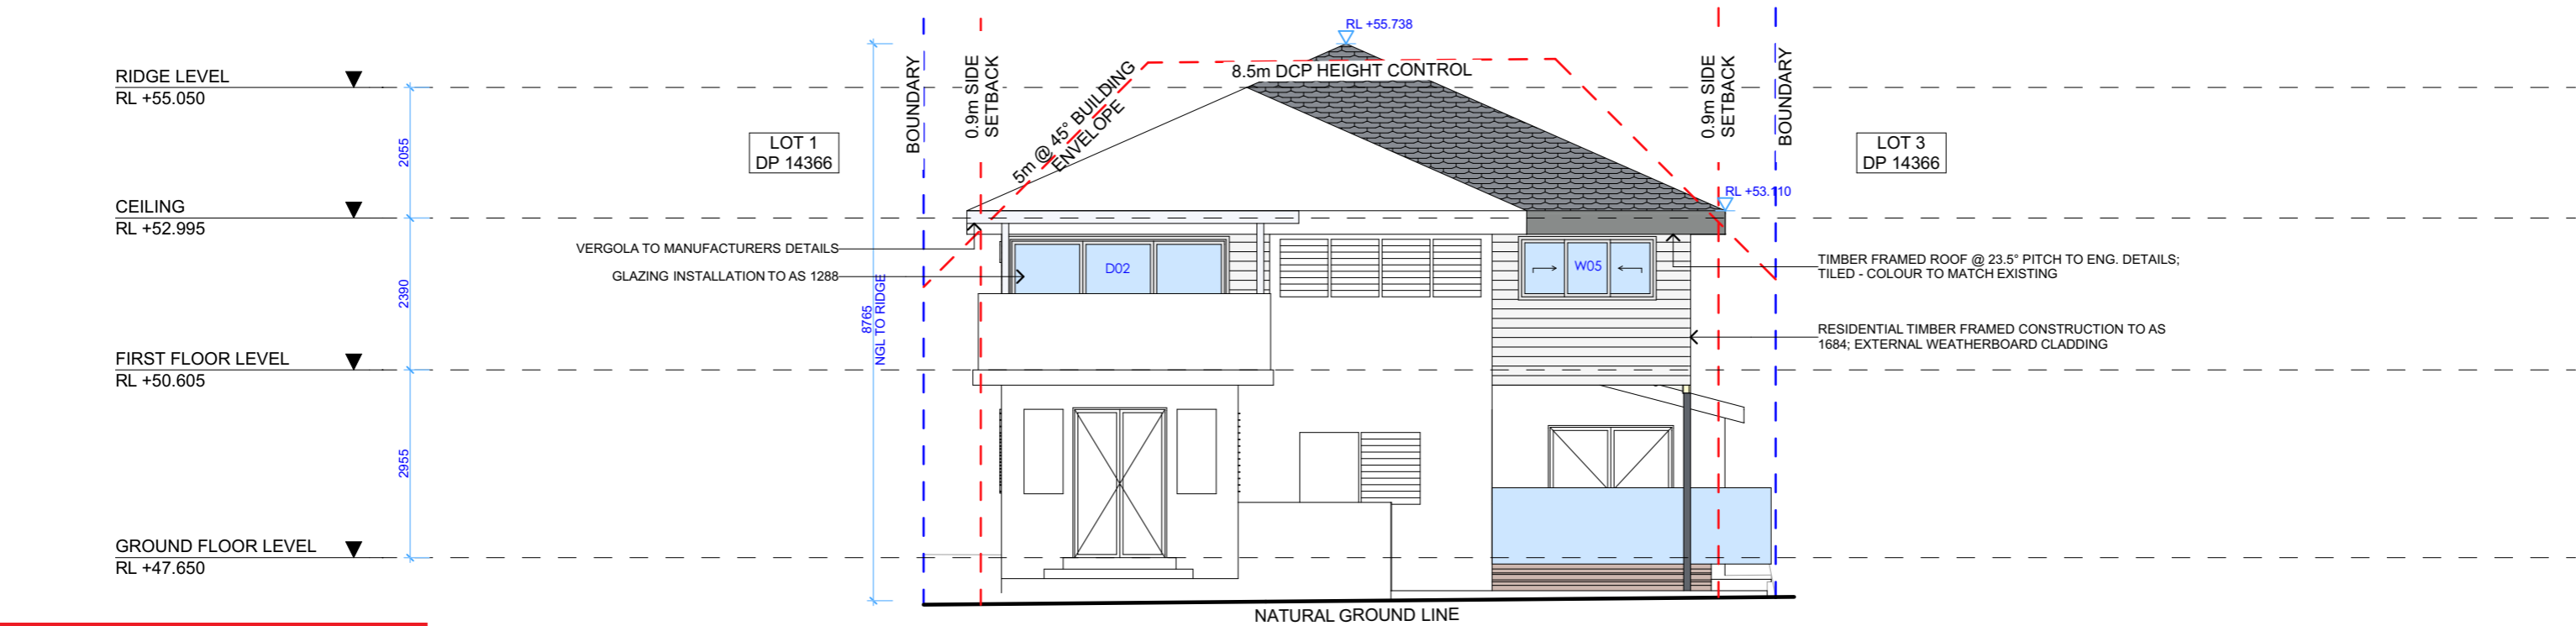 RL +55.738
RIDGE LEVEL
RL +55.050
BOUNDARY
0.9m SIDE
SETBACK
5m @ 45° BUILDING
ENVELOPE
8.5m DCP HEIGHT CONTROL
0.9m SIDE
SETBACK
BOUNDARY
LOT 1
DP 14366
LOT 3
DP 14366
2055
RL +53.110
CEILING
RL +52.995
VERGOLA TO MANUFACTURERS DETAILS
GLAZING INSTALLATION TO AS 1288
D02
W05
TIMBER FRAMED ROOF @ 23.5° PITCH TO ENG. DETAILS;
TILED - COLOUR TO MATCH EXISTING
2390
8765
NGL TO RIDGE
RESIDENTIAL TIMBER FRAMED CONSTRUCTION TO AS
1684; EXTERNAL WEATHERBOARD CLADDING
FIRST FLOOR LEVEL
RL +50.605
2955
GROUND FLOOR LEVEL
RL +47.650
NATURAL GROUND LINE